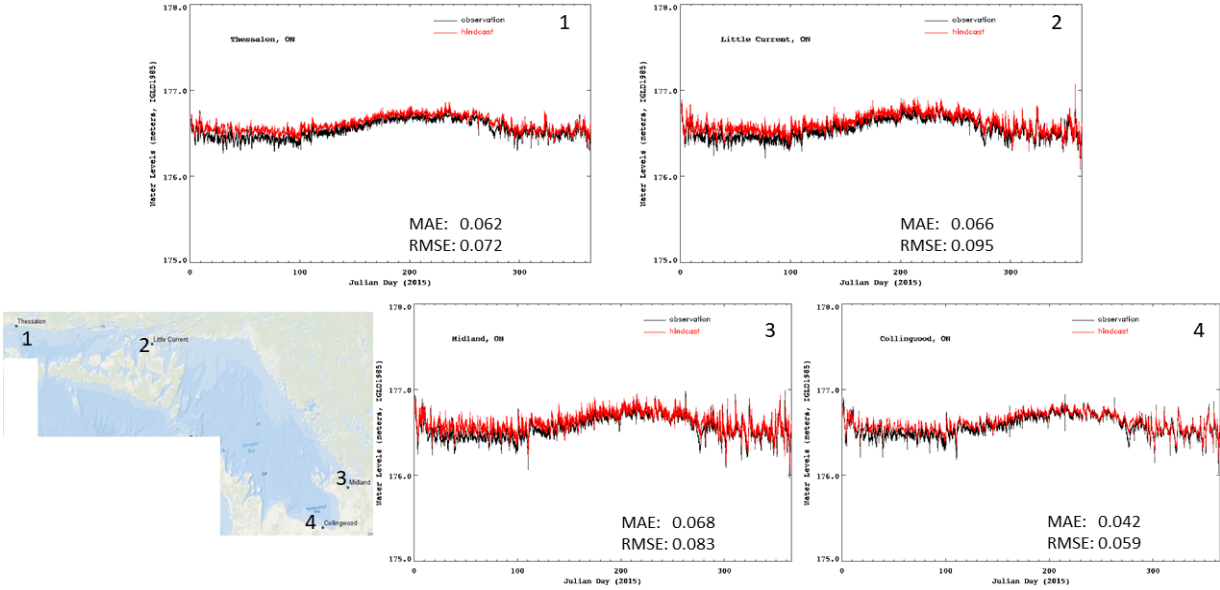 178.0
observation
hindcast
1
Thessalon, ON
177.0
176.0
175.0
Water Levels (meters, IGLD1985)
MAE: 0.062
RMSE: 0.072
0
100
200
300
Julian Day (2015)
178.0
observation
hindcast
2
Little Current, ON
177.0
176.0
175.0
Water Levels (meters, IGLD1985)
MAE: 0.066
RMSE: 0.095
0
100
200
300
Julian Day (2015)
Thessalon
1
2
Little Current
3
Midland
4
Collingwood
178.0
observation
hindcast
3
Midland, ON
177.0
176.0
175.0
Water Levels (meters, IGLD1985)
MAE: 0.068
RMSE: 0.083
0
100
200
300
Julian Day (2015)
178.0
observation
hindcast
4
Collingwood, ON
177.0
176.0
175.0
Water Levels (meters, IGLD1985)
MAE: 0.042
RMSE: 0.059
0
100
200
300
Julian Day (2015)